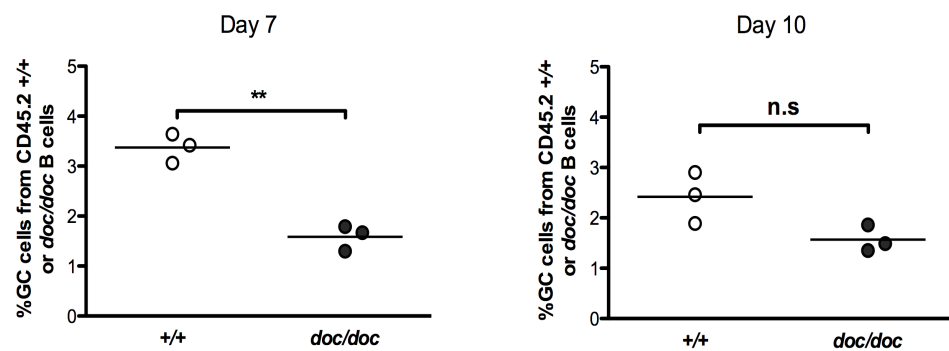 Day 7
%GC cells from CD45.2 +/+
or doc/doc B cells
5
4
3
2
1
0
**
+/+
doc/doc
Day 10
%GC cells from CD45.2 +/+
or doc/doc B cells
5
4
3
2
1
0
n.s
+/+
doc/doc